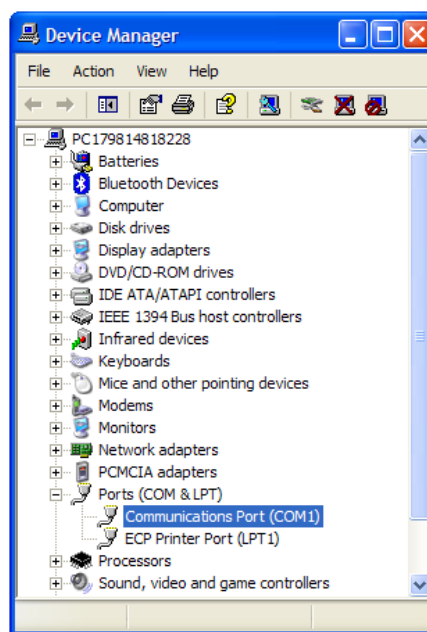 Device Manager
File Action View Help
PC179814818228
Batteries
Bluetooth Devices
Computer
Disk drives
Display adapters
DVD/CD-ROM drives
IDE ATA/ATAPI controllers
IEEE 1394 Bus host controllers
Infrared devices
Keyboards
Mice and other pointing devices
Modems
Monitors
Network adapters
PCMCIA adapters
Ports (COM & LPT)
Communications Port (COM1)
ECP Printer Port (LPT1)
Processors
Sound, video and game controllers